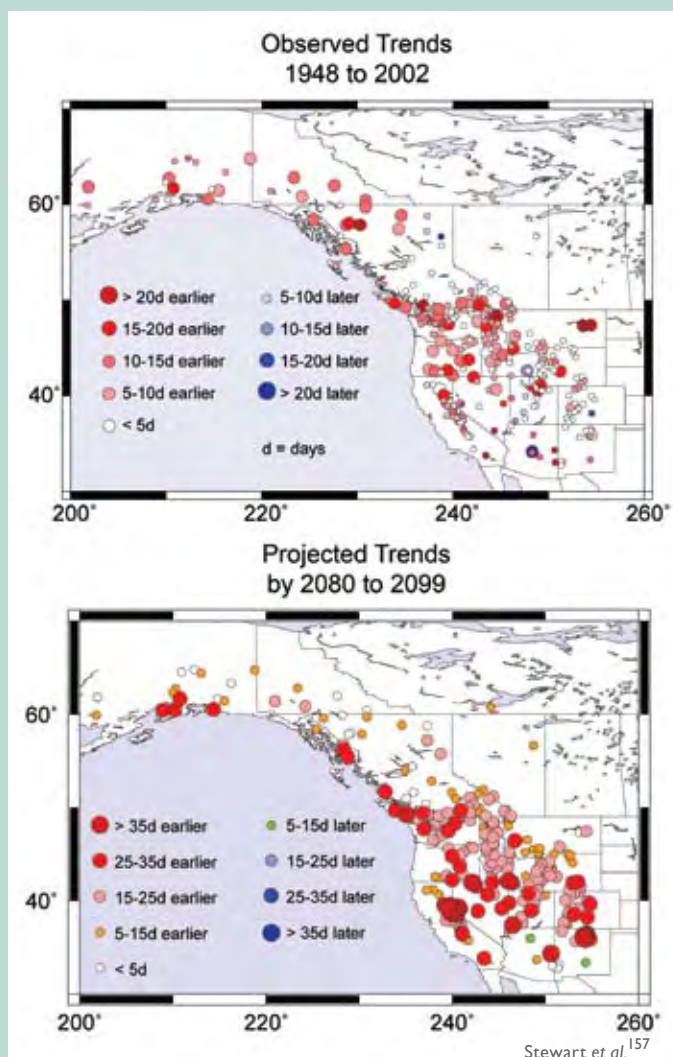 Observed Trends
1948 to 2002
60°
40°
> 20d earlier
15-20d earlier
10-15d earlier
5-10d earlier
< 5d
5-10d later
10-15d later
15-20d later
> 20d later
d = days
200°
220°
240°
260°
Projected Trends
by 2080 to 2099
60°
40°
> 35d earlier
25-35d earlier
15-25d earlier
5-15d earlier
< 5d
5-15d later
15-25d later
25-35d later
> 35d later
200°
220°
240°
260°
Stewart et al.157